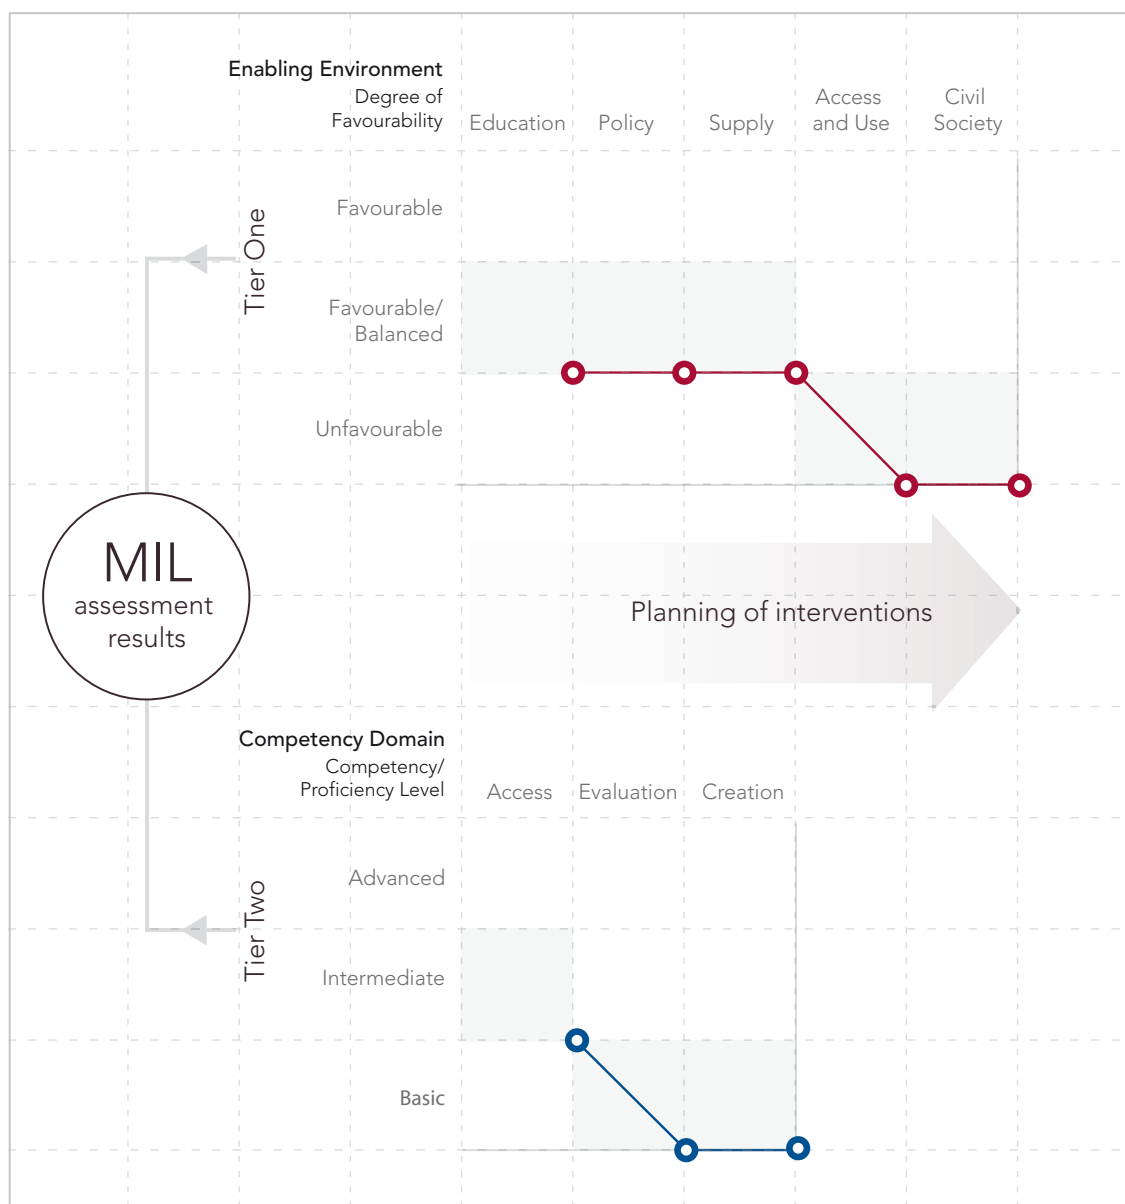 Enabling Environment
Degree of
Favourability
Education
Policy
Supply
Access
and Use
Civil
Society
Tier One
Favourable
Favourable/
Balanced
Unfavourable
MIL
assessment
results
Planning of interventions
Competency Domain
Competency/
Proficiency Level
Access
Evaluation
Creation
Tier Two
Advanced
Intermediate
Basic